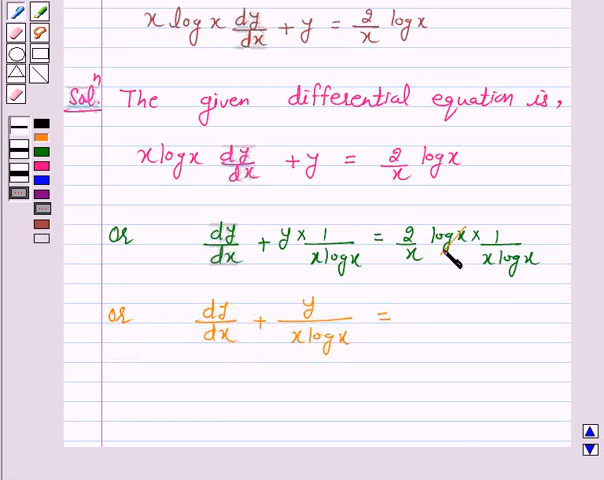 x log x dy/dx + y = 2/x log x
Solⁿ. The given differential equation is,
x log x dy/dx + y = 2/x log x
or dy/dx + y × 1/x log x = 2/x log x × 1/x log x
or dy/dx + y/x log x =